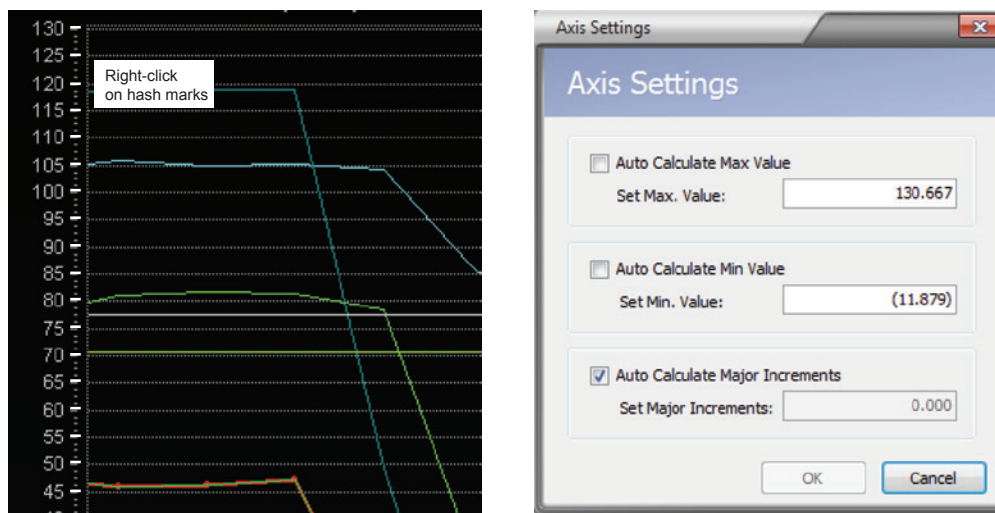 130
125
120
115
110
105
100
95
90
85
80
75
70
65
60
55
50
45
Right-click
on hash marks
Axis Settings
Axis Settings
Auto Calculate Max Value
Set Max. Value: 130.667
Auto Calculate Min Value
Set Min. Value: (11.879)
Auto Calculate Major Increments
Set Major Increments: 0.000
OK Cancel